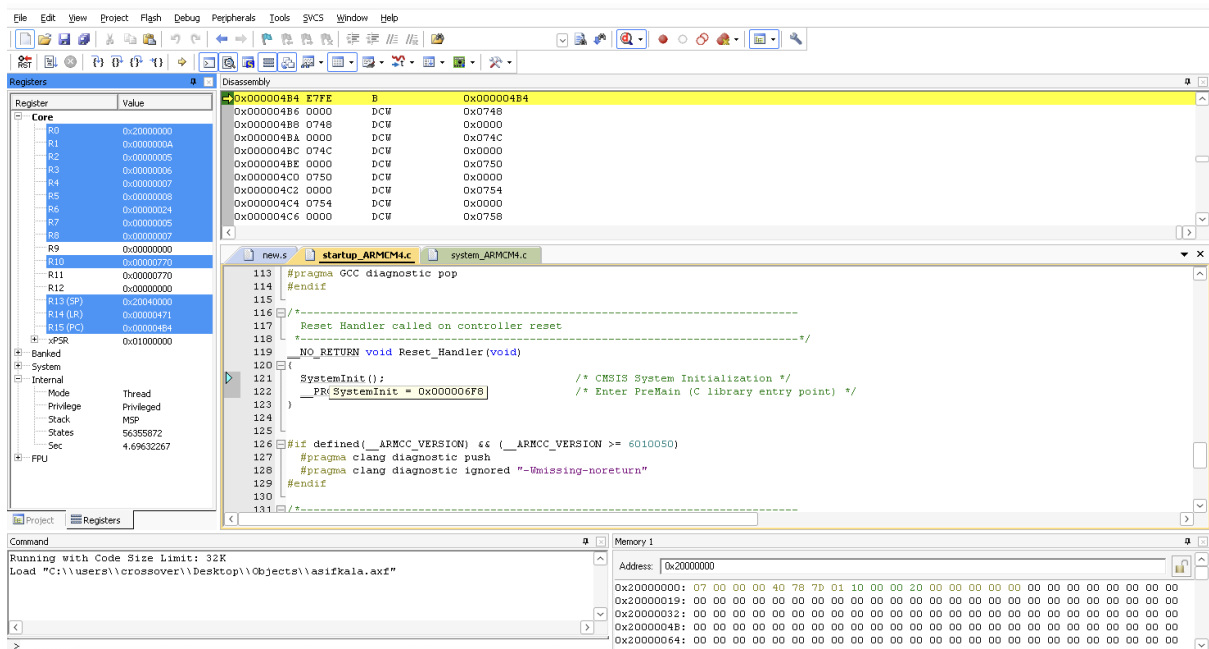 File Edit View Project Flash Debug Peripherals Tools SVCS Window Help
RST
Registers
Register Value
Core
R0 0x20000000
R1 0x0000000A
R2 0x00000005
R3 0x00000006
R4 0x00000007
R5 0x00000008
R6 0x00000024
R7 0x00000005
R8 0x00000007
R9 0x00000000
R10 0x00000770
R11 0x00000770
R12 0x00000000
R13 (SP) 0x20040000
R14 (LR) 0x00000471
R15 (PC) 0x000004B4
xPSR 0x01000000
Banked
System
Internal
Mode Thread
Privilege Privileged
Stack MSP
States 56355872
Sec 4.69632267
FPU
Project Registers
Disassembly
0x000004B4 E7FE B 0x000004B4
0x000004B6 0000 DCW 0x0748
0x000004B8 0748 DCW 0x0000
0x000004BA 0000 DCW 0x074C
0x000004BC 074C DCW 0x0000
0x000004BE 0000 DCW 0x0750
0x000004C0 0750 DCW 0x0000
0x000004C2 0000 DCW 0x0754
0x000004C4 0754 DCW 0x0000
0x000004C6 0000 DCW 0x0758
new.s startup_ARMCM4.c system_ARMCM4.c
113 #pragma GCC diagnostic pop
114 #endif
115
116 /*----------------------------------------------------------------------------
117 Reset Handler called on controller reset
118 *----------------------------------------------------------------------------*/
119 __NO_RETURN void Reset_Handler(void)
120 {
121 SystemInit(); /* CMSIS System Initialization */
122 __PR /* Enter PreMain (C library entry point) */
SystemInit = 0x000006F8
123 }
124
125
126 #if defined(__ARMCC_VERSION) && (__ARMCC_VERSION >= 6010050)
127 #pragma clang diagnostic push
128 #pragma clang diagnostic ignored "-Wmissing-noreturn"
129 #endif
130
131 /*----------------------------------------------------------------------------
Command
Running with Code Size Limit: 32K
Load "C:\\users\\crossover\\Desktop\\Objects\\asifkala.axf"
>
Memory 1
Address: 0x20000000
0x20000000: 07 00 00 00 40 78 7D 01 10 00 00 20 00 00 00 00 00 00 00 00 00 00 00 00 00
0x20000019: 00 00 00 00 00 00 00 00 00 00 00 00 00 00 00 00 00 00 00 00 00 00 00 00 00
0x20000032: 00 00 00 00 00 00 00 00 00 00 00 00 00 00 00 00 00 00 00 00 00 00 00 00 00
0x2000004B: 00 00 00 00 00 00 00 00 00 00 00 00 00 00 00 00 00 00 00 00 00 00 00 00 00
0x20000064: 00 00 00 00 00 00 00 00 00 00 00 00 00 00 00 00 00 00 00 00 00 00 00 00 00